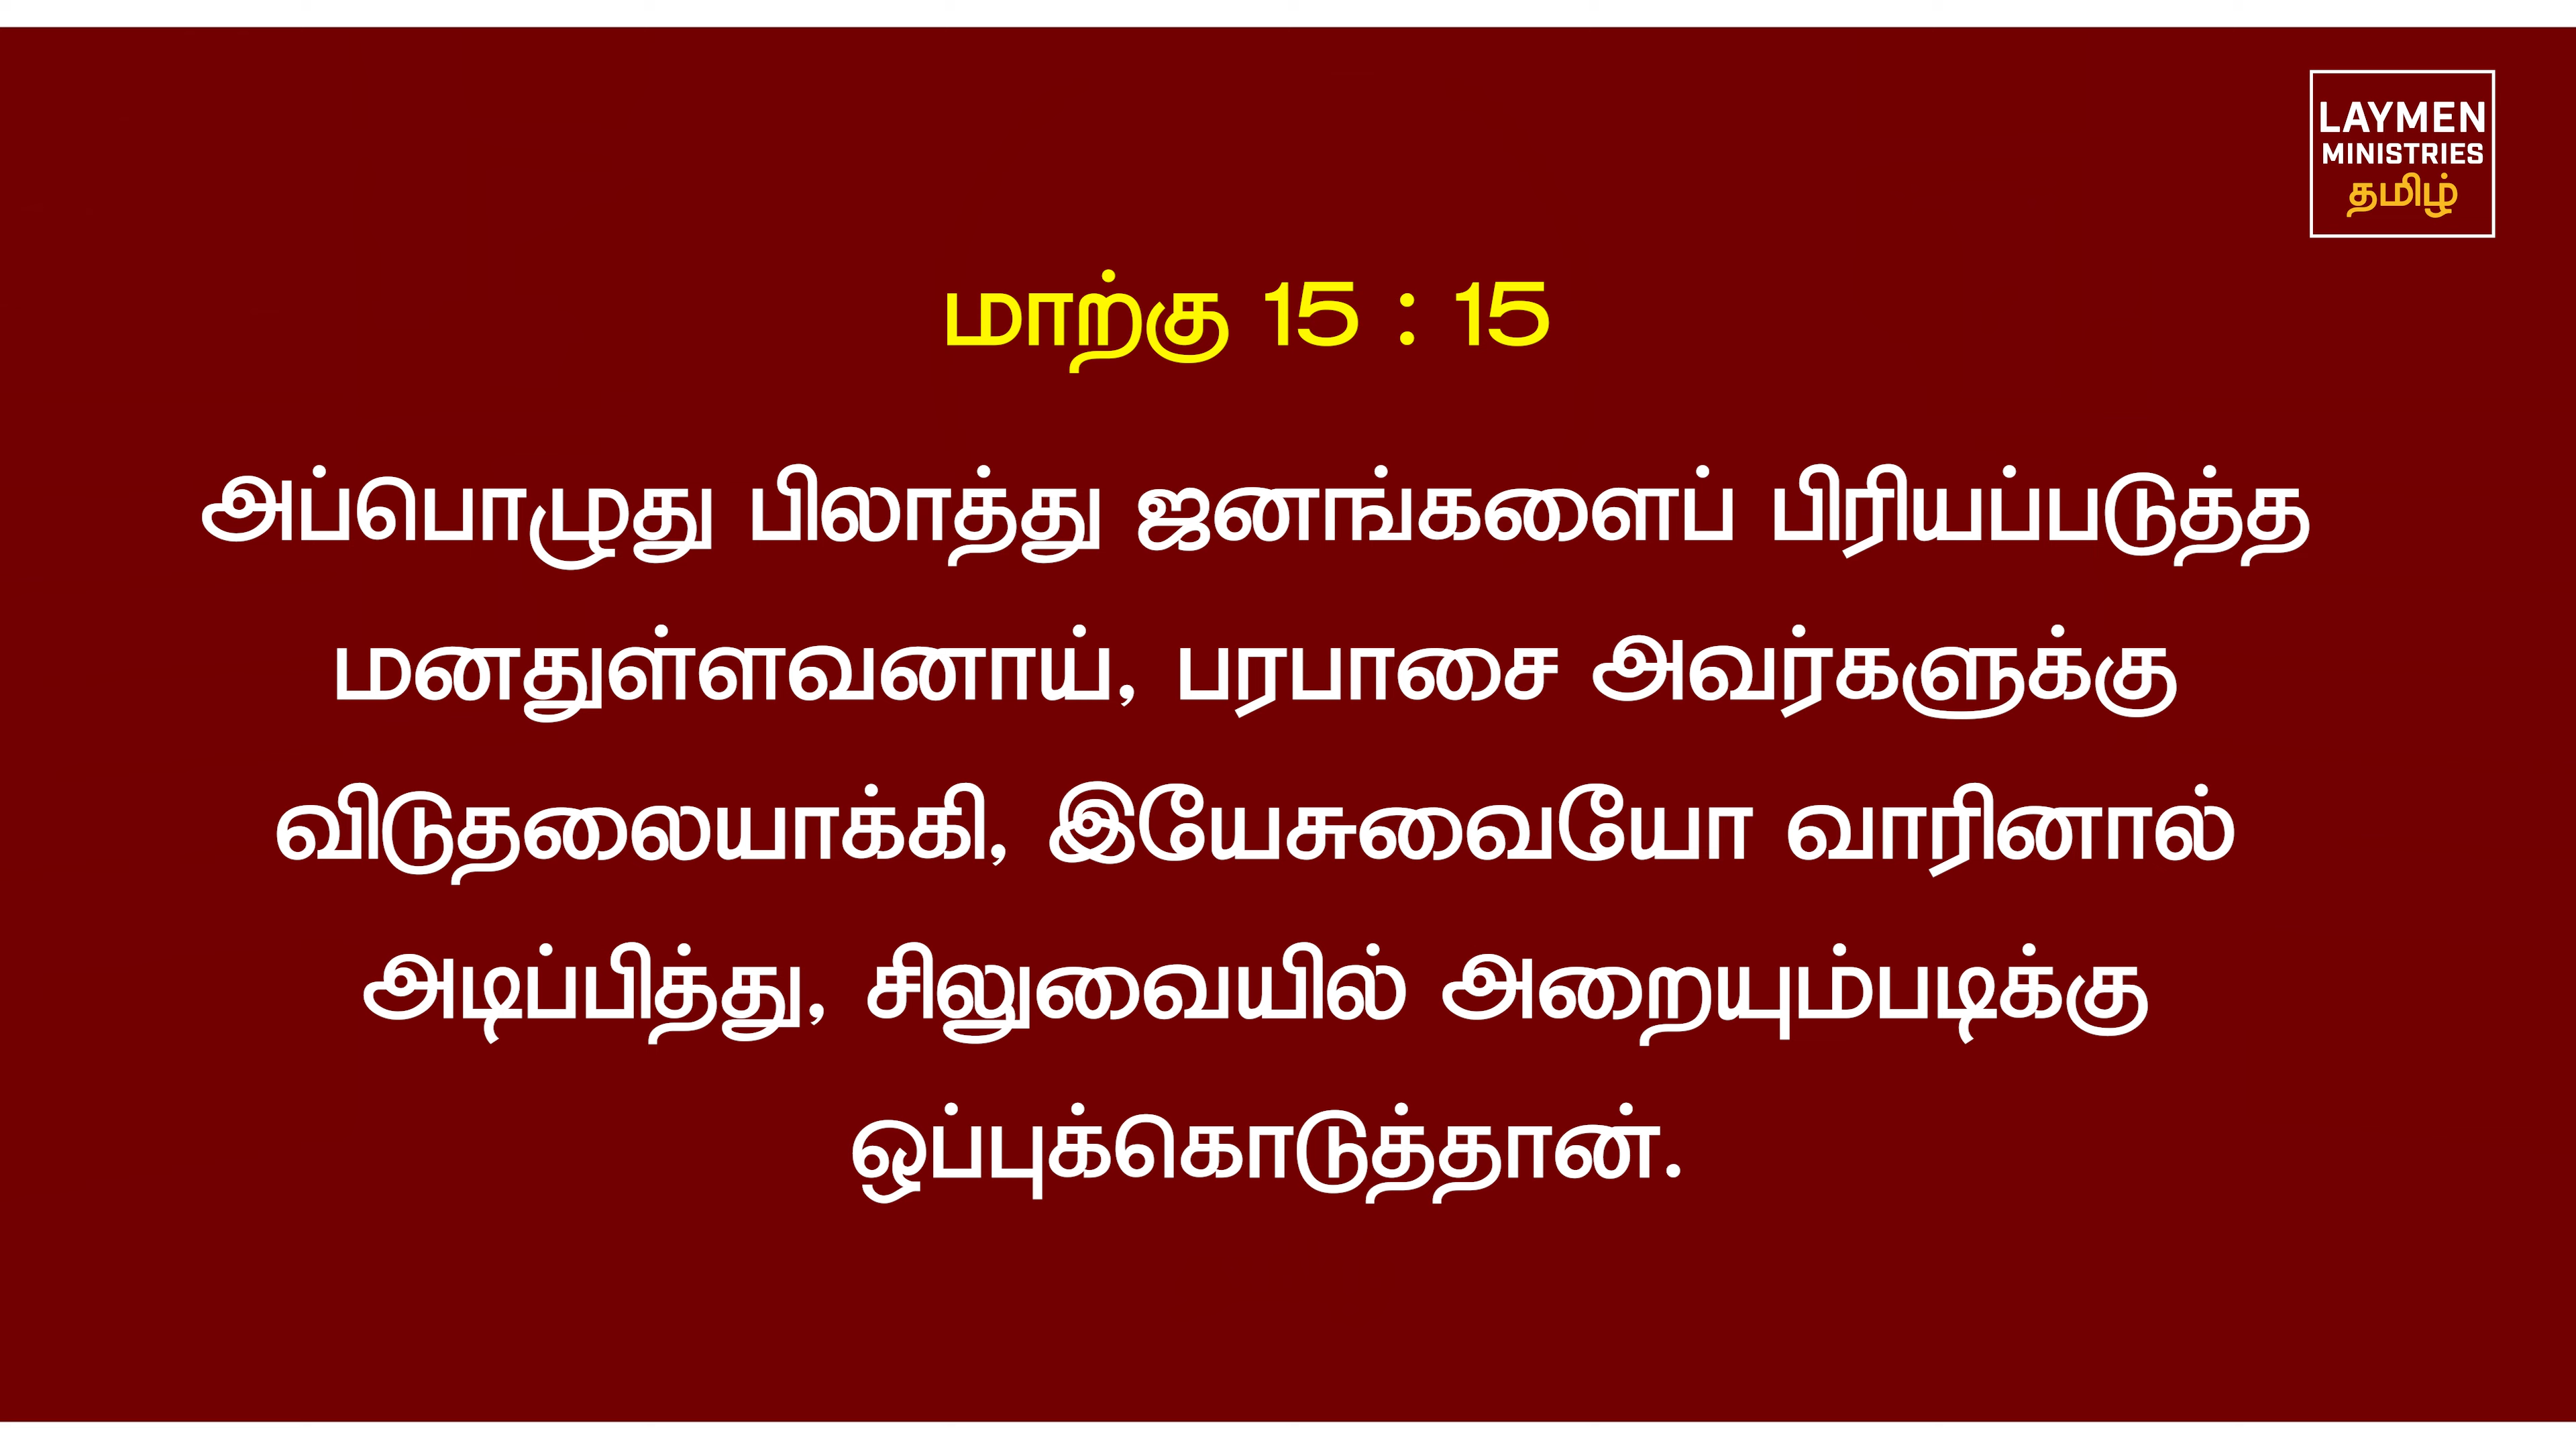 LAYMEN
MINISTRIES
தமிழ்
மாற்கு 15 : 15
அப்பொழுது பிலாத்து ஜனங்களைப் பிரியப்படுத்த
மனதுள்ளவனாய், பரபாசை அவர்களுக்கு
விடுதலையாக்கி, இயேசுவையோ வாரினால்
அடிப்பித்து, சிலுவையில் அறையும்படிக்கு
ஒப்புக்கொடுத்தான்.